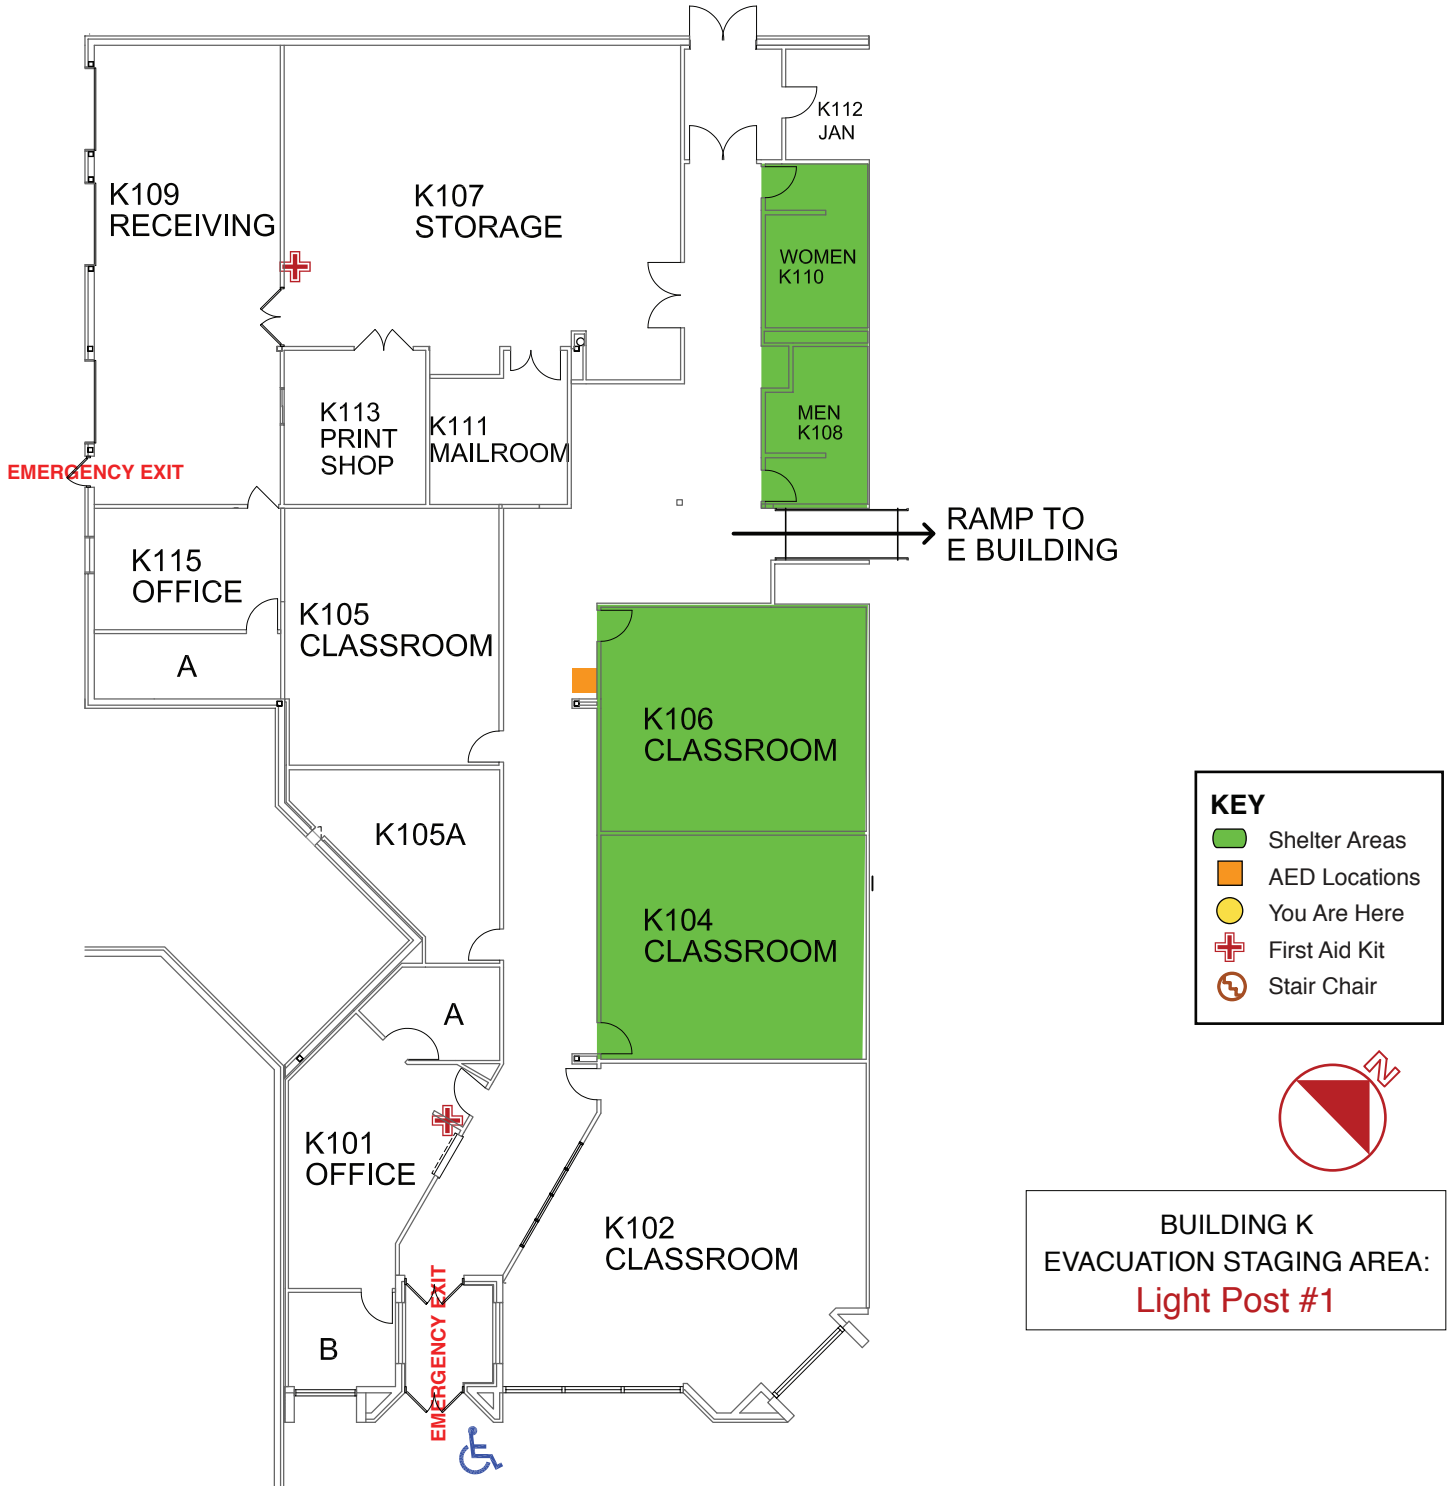 K112
JAN
K109
RECEIVING
K107
STORAGE
WOMEN
K110
K113
PRINT
SHOP
K111
MAILROOM
MEN
K108
EMERGENCY EXIT
RAMP TO
E BUILDING
K115
OFFICE
A
K105
CLASSROOM
K106
CLASSROOM
K105A
K104
CLASSROOM
A
K101
OFFICE
K102
CLASSROOM
B
EMERGENCY EXIT
KEY
Shelter Areas
AED Locations
You Are Here
First Aid Kit
Stair Chair
N
BUILDING K
EVACUATION STAGING AREA:
Light Post #1